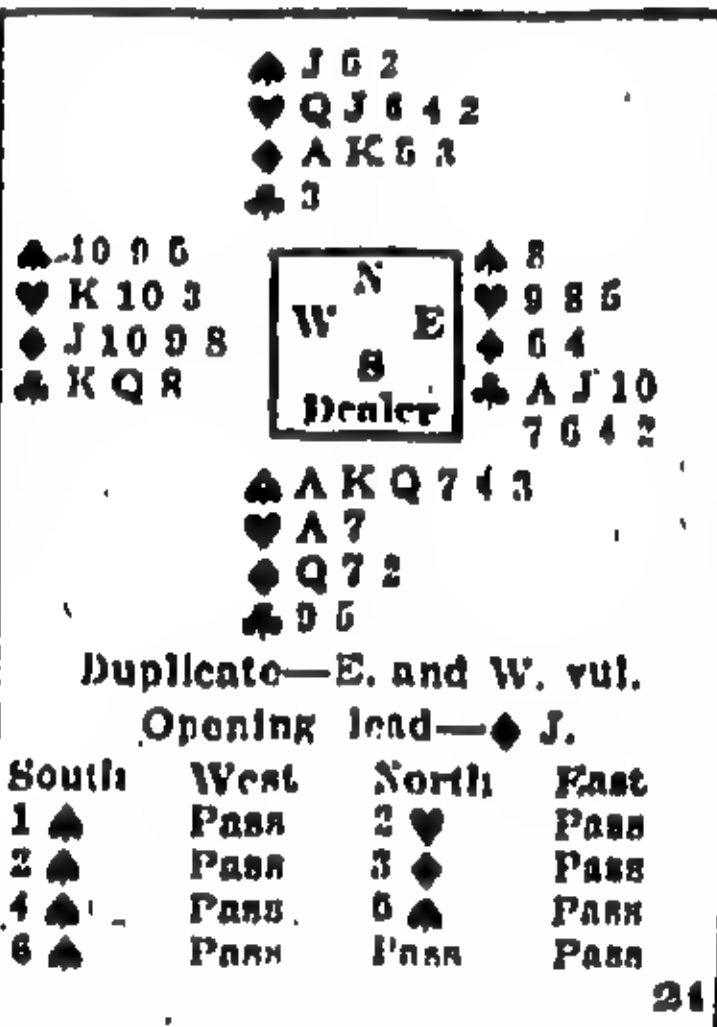 ♠ J 6 2
♥ Q J 6 4 2
♦ A K 5 3
♣ 3
♠ 10 9 5
♥ K 10 3
♦ J 10 9 8
♣ K Q 8
N
W E
S
Dealer
♠ 8
♥ 9 8 5
♦ 6 4
♣ A J 10
7 6 4 2
♠ A K Q 7 4 3
♥ A 7
♦ Q 7 2
♣ 9 5
Duplicate—E. and W. vul.
Opening lead—♦ J.
South West North East
1 ♠ Pass 2 ♥ Pass
2 ♠ Pass 3 ♦ Pass
4 ♠ Pass 5 ♠ Pass
6 ♠ Pass Pass Pass
24